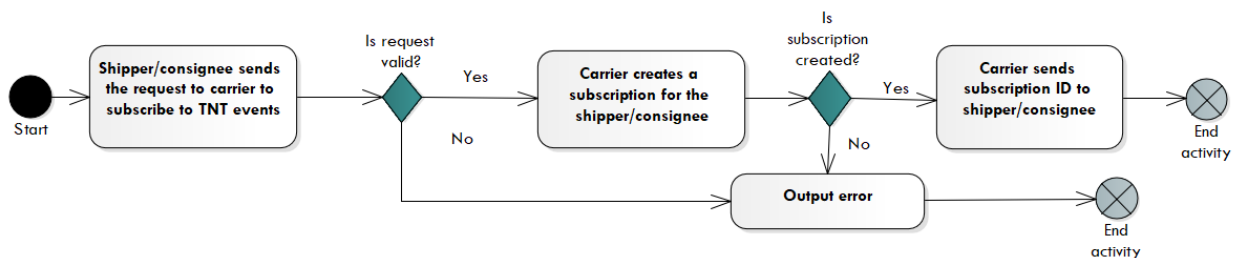 Start
Shipper/consignee sends
the request to carrier to
subscribe to TNT events
Is request
valid?
Yes
No
Carrier creates a
subscription for the
shipper/consignee
Is
subscription
created?
Yes
No
Carrier sends
subscription ID to
shipper/consignee
End
activity
Output error
End
activity